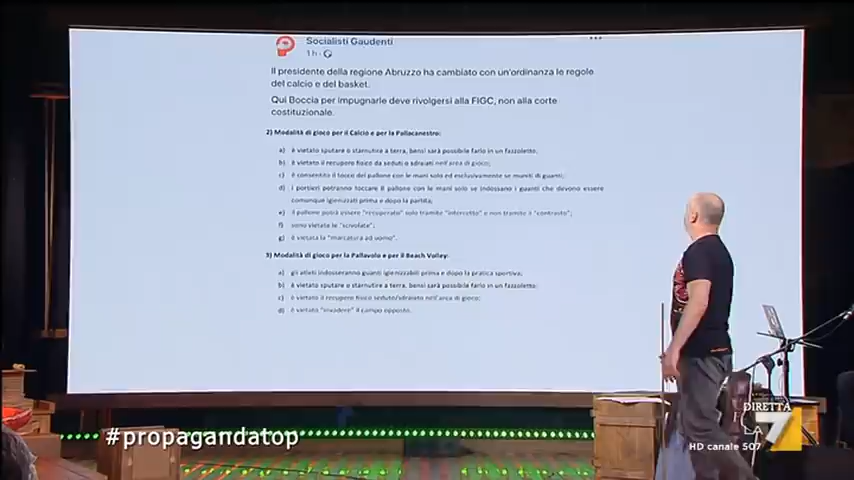 Socialisti Gaudenti
1 h ·
Il presidente della regione Abruzzo ha cambiato con un'ordinanza le regole
del calcio e del basket.
Qui Boccia per impugnarle deve rivolgersi alla FIGC, non alla corte
costituzionale.
2) Modalità di gioco per il Calcio e per la Pallacanestro:
a) è vietato sputare o starnutire a terra, bensì sarà possibile farlo in un fazzoletto.
b) è vietato il recupero fisico da seduti o sdraiati nell'area di gioco;
c) è consentito il tocco del pallone con le mani solo ed esclusivamente se muniti di guanti;
d) i portieri potranno toccare il pallone con le mani solo se indossano i guanti che devono essere
comunque igienizzati prima e dopo la partita;
e) il pallone potrà essere "recuperato" solo tramite "intercetto" e non tramite il "contrasto";
f) sono vietate le "scivolate";
g) è vietata la "marcatura ad uomo".
3) Modalità di gioco per la Pallavolo e per il Beach Volley:
a) gli atleti indosseranno guanti igienizzabili prima e dopo la pratica sportiva;
b) è vietato sputare o starnutire a terra, bensì sarà possibile farlo in un fazzoletto;
c) è vietato il recupero fisico seduto/sdraiato nell'area di gioco;
d) è vietato "invadere" il campo opposto.
#propagandatop
DIRETTA
LA 7
HD canale 507